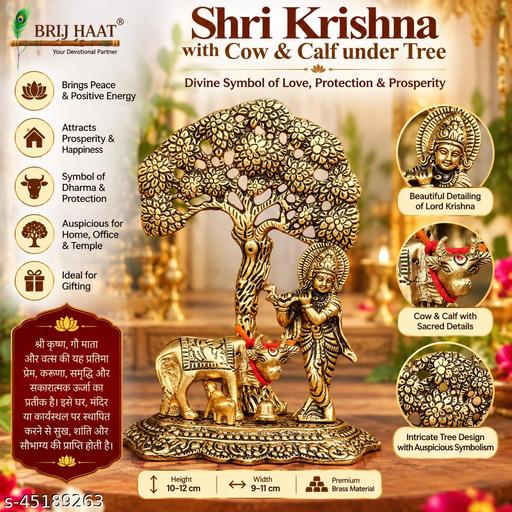 BRIJ HAAT®
Your Devotional Partner
Shri Krishna
with Cow & Calf under Tree
Divine Symbol of Love, Protection & Prosperity
Brings Peace
& Positive Energy
Attracts
Prosperity &
Happiness
Symbol of
Dharma &
Protection
Auspicious for
Home, Office
& Temple
Ideal for
Gifting
श्री कृष्ण, गौ माता
और वत्स की यह प्रतिमा
प्रेम, करूणा, समृद्धि और
सकारात्मक ऊर्जा का
प्रतीक है। इसे घर, मंदिर
या कार्यस्थल पर स्थापित
करने से सुख, शांति और
सौभाग्य की प्राप्ति होती है।
Beautiful Detailing
of Lord Krishna
Cow & Calf with
Sacred Details
Intricate Tree Design
with Auspicious Symbolism
Height
10–12 cm
Width
9–11 cm
Premium
Brass Material
s-45189263